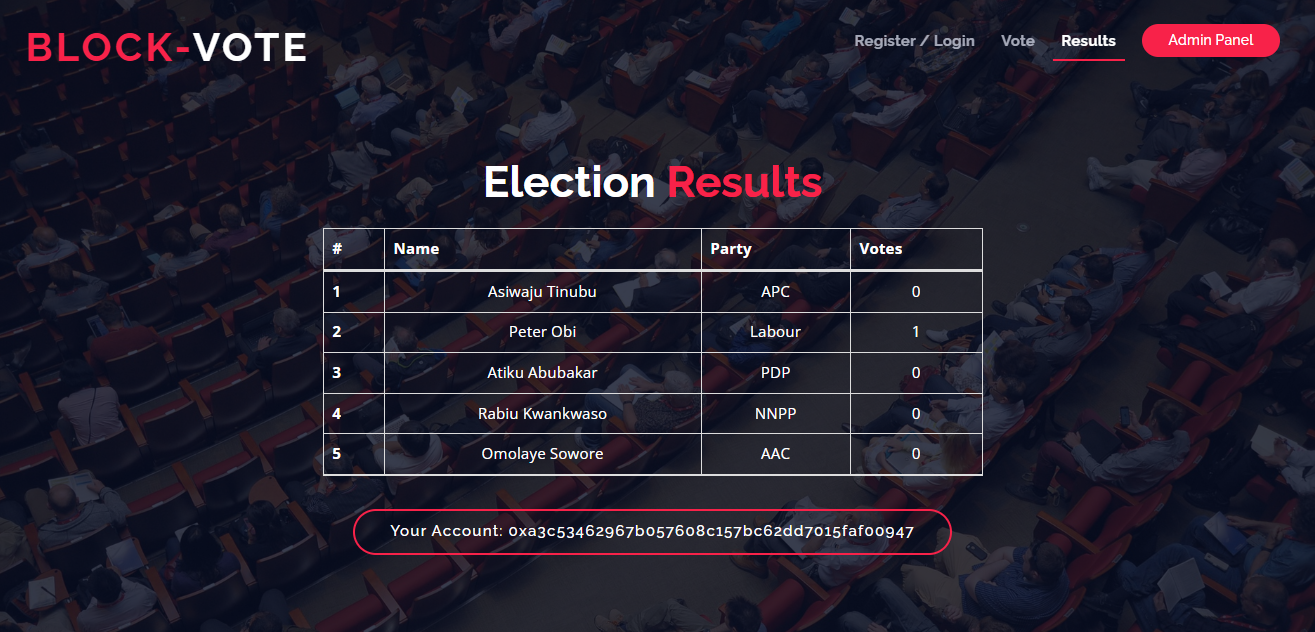 BLOCK-VOTE
Register / Login Vote Results Admin Panel
Election Results
# Name Party Votes
1 Asiwaju Tinubu APC 0
2 Peter Obi Labour 1
3 Atiku Abubakar PDP 0
4 Rabiu Kwankwaso NNPP 0
5 Omolaye Sowore AAC 0
Your Account: 0xa3c53462967b057608c157bc62dd7015faf00947